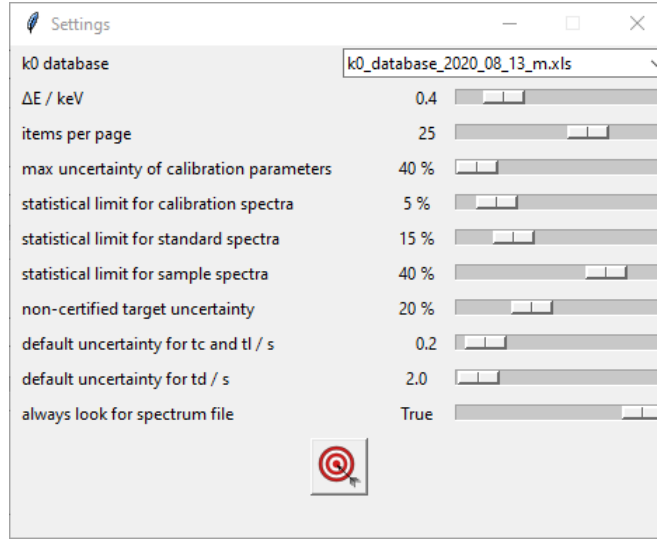 Settings
k0 database k0_database_2020_08_13_m.xls
ΔE / keV 0.4
items per page 25
max uncertainty of calibration parameters 40 %
statistical limit for calibration spectra 5 %
statistical limit for standard spectra 15 %
statistical limit for sample spectra 40 %
non-certified target uncertainty 20 %
default uncertainty for tc and tl / s 0.2
default uncertainty for td / s 2.0
always look for spectrum file True